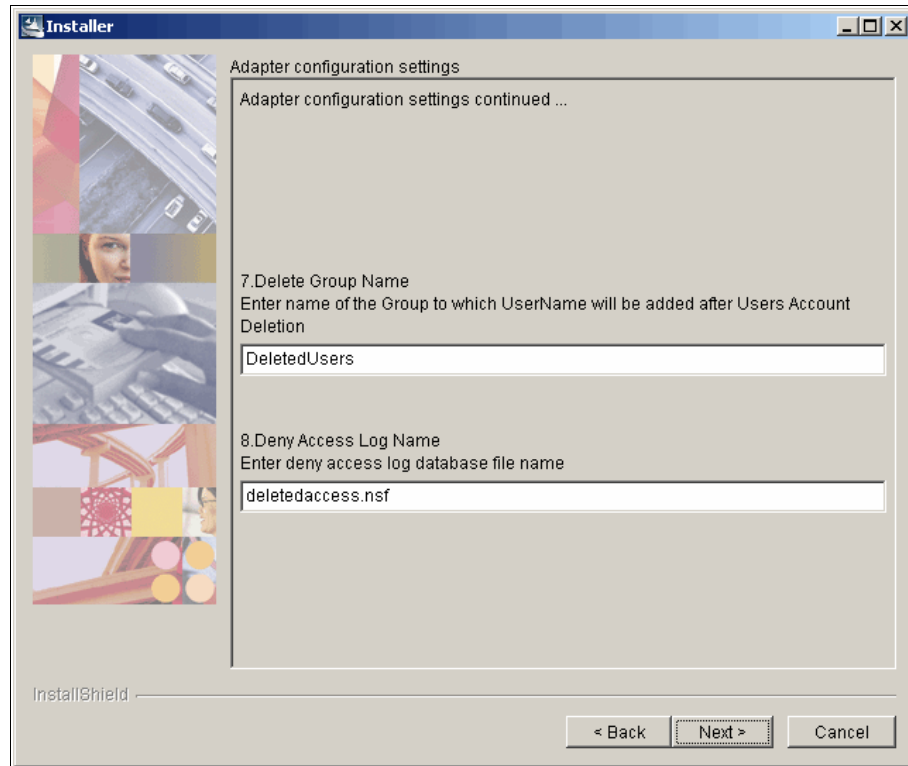 Installer
Adapter configuration settings
Adapter configuration settings continued ...
7.Delete Group Name
Enter name of the Group to which UserName will be added after Users Account
Deletion
DeletedUsers
8.Deny Access Log Name
Enter deny access log database file name
deletedaccess.nsf
InstallShield
< Back
Next >
Cancel